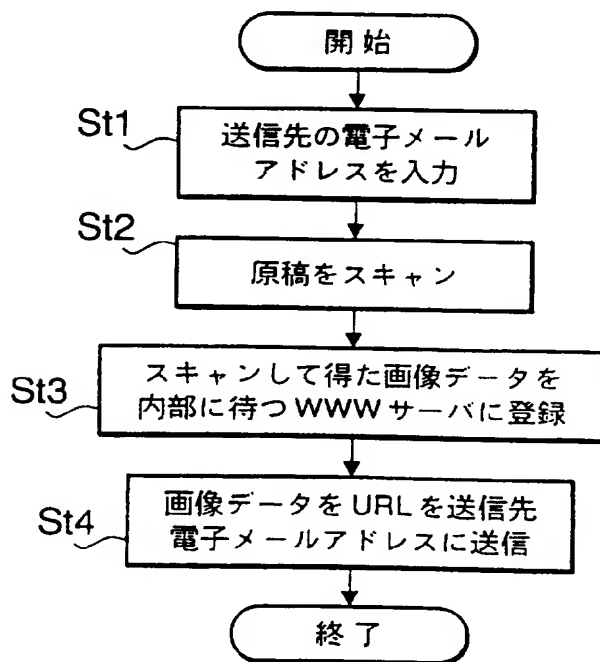 開始
St1
送信先の電子メール
アドレスを入力
St2
原稿をスキャン
St3
スキャンして得た画像データを
内部に待つWWWサーバに登録
St4
画像データをURLを送信先
電子メールアドレスに送信
終了